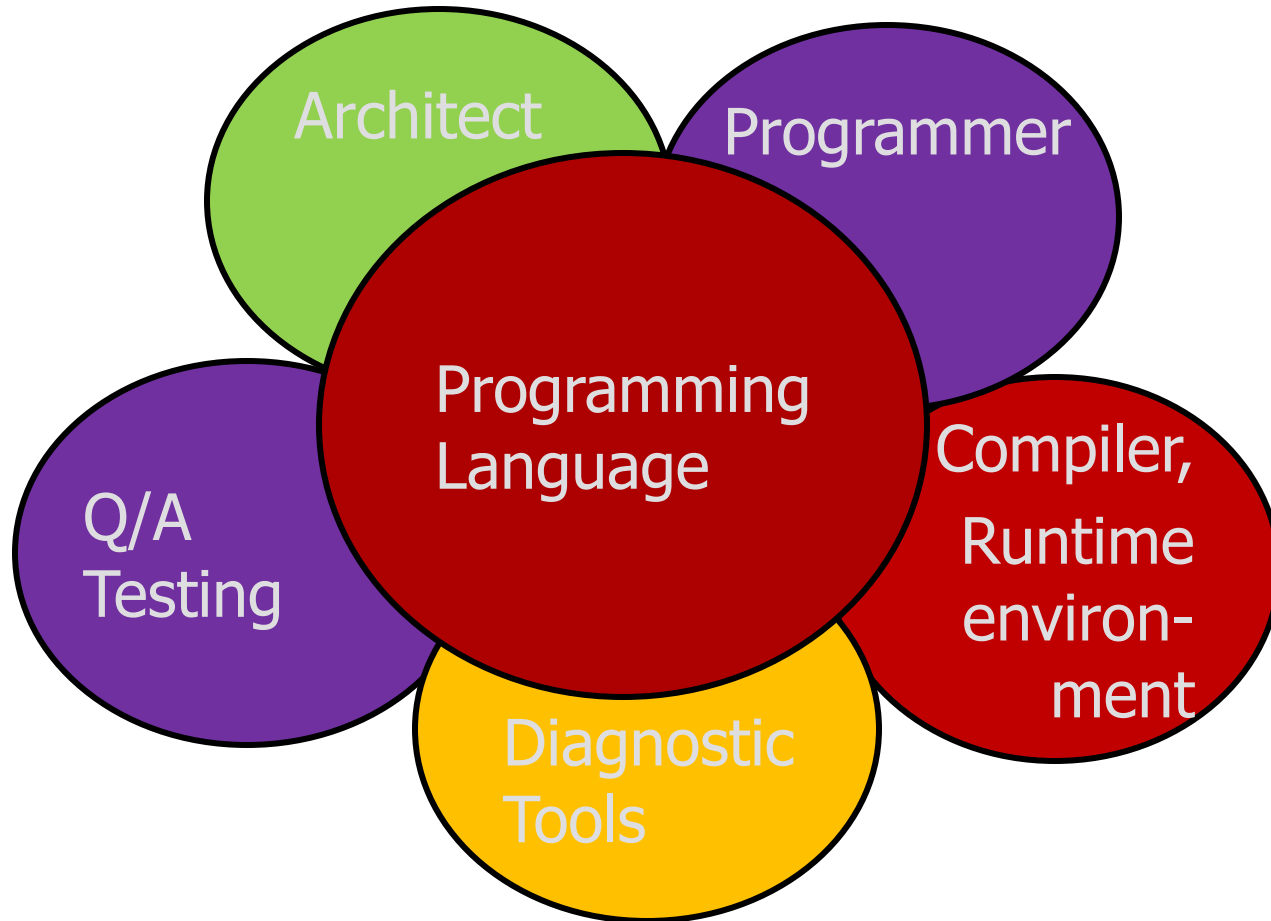 Architect
Programmer
Programming
Language
Compiler,
Runtime
environ-
ment
Q/A
Testing
Diagnostic
Tools